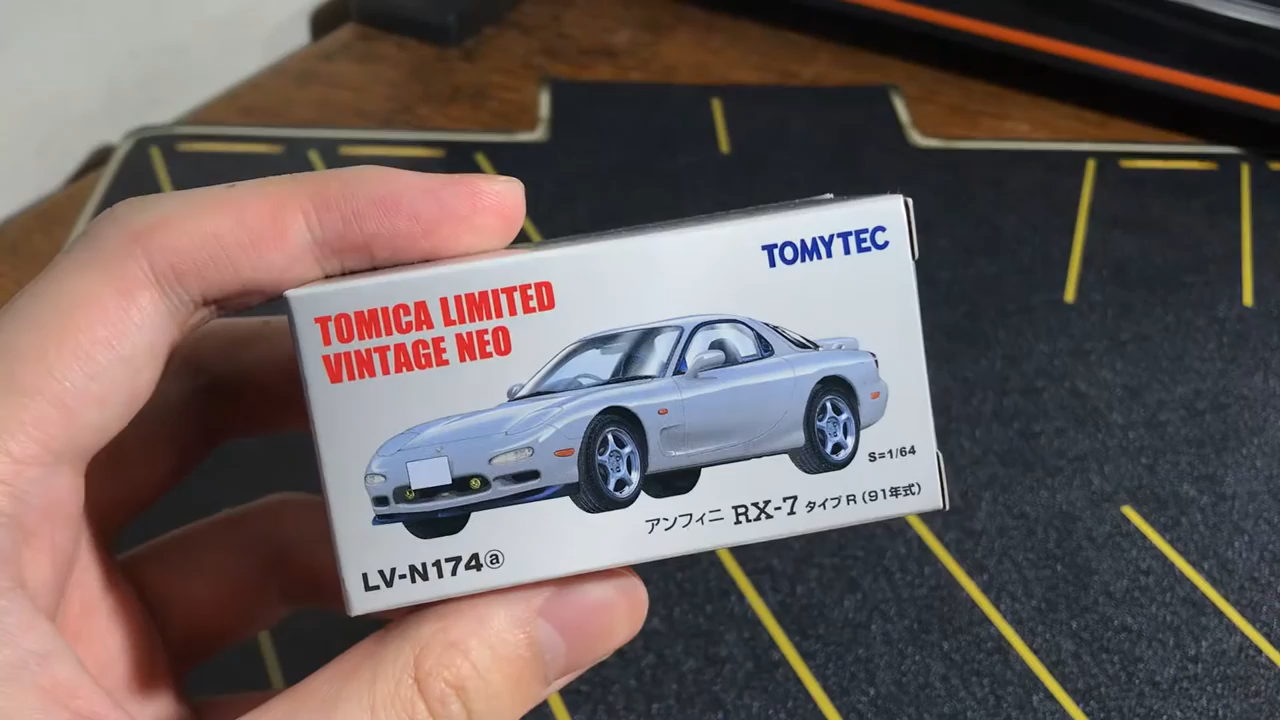 TOMYTEC
TOMICA LIMITED
VINTAGE NEO
S=1/64
アンフィニ RX-7 タイプR(91年式)
LV-N174ⓐ